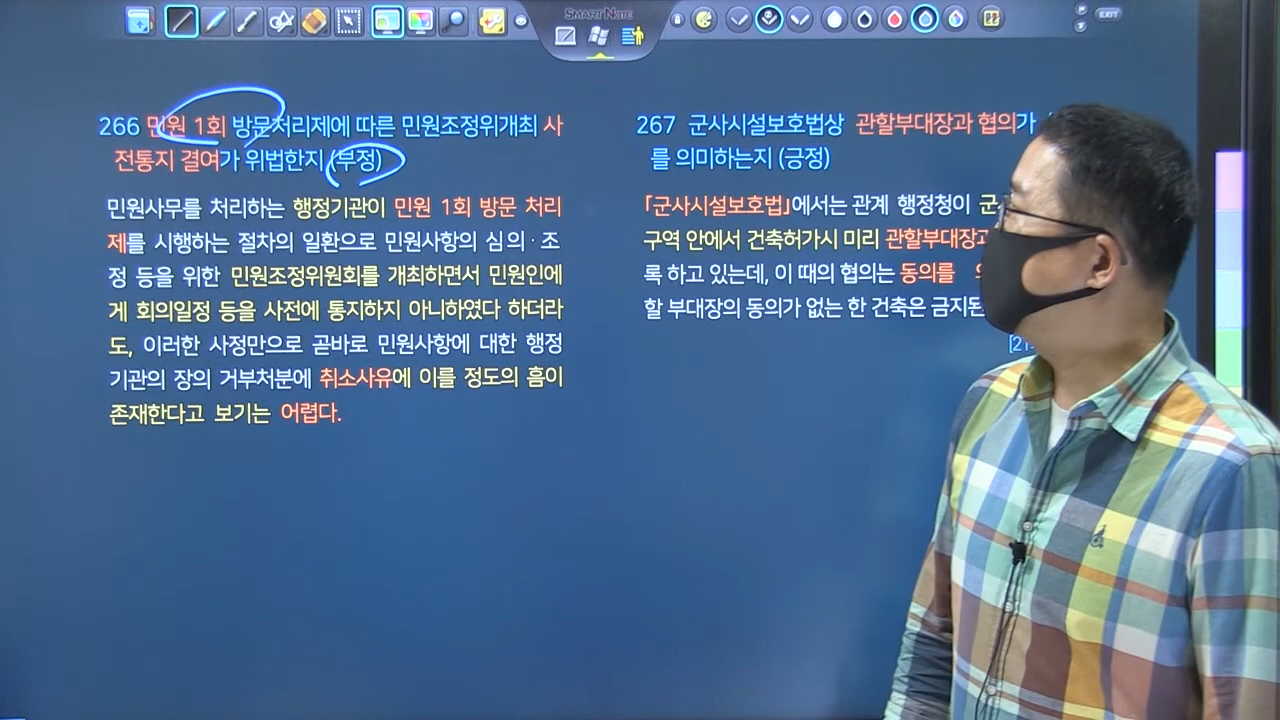 SMART NOTE
EXIT
266 민원 1회 방문처리제에 따른 민원조정위개최 사
전통지 결여가 위법한지 (부정)
민원사무를 처리하는 행정기관이 민원 1회 방문 처리
제를 시행하는 절차의 일환으로 민원사항의 심의·조
정 등을 위한 민원조정위원회를 개최하면서 민원인에
게 회의일정 등을 사전에 통지하지 아니하였다 하더라
도, 이러한 사정만으로 곧바로 민원사항에 대한 행정
기관의 장의 거부처분에 취소사유에 이를 정도의 흠이
존재한다고 보기는 어렵다.
267 군사시설보호법상 관할부대장과 협의가
를 의미하는지 (긍정)
「군사시설보호법」에서는 관계 행정청이 군
구역 안에서 건축허가시 미리 관할부대장과
록 하고 있는데, 이 때의 협의는 동의를
할 부대장의 동의가 없는 한 건축은 금지된